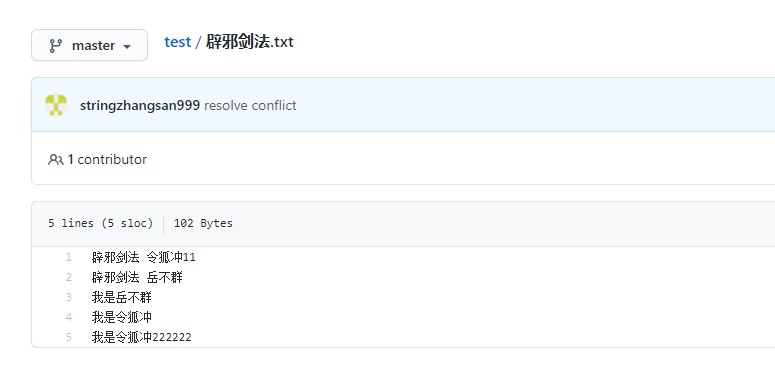 master
test / 辟邪剑法.txt
stringzhangsan999 resolve conflict
1 contributor
5 lines (5 sloc) 102 Bytes
1 辟邪剑法 令狐冲11
2 辟邪剑法 岳不群
3 我是岳不群
4 我是令狐冲
5 我是令狐冲222222